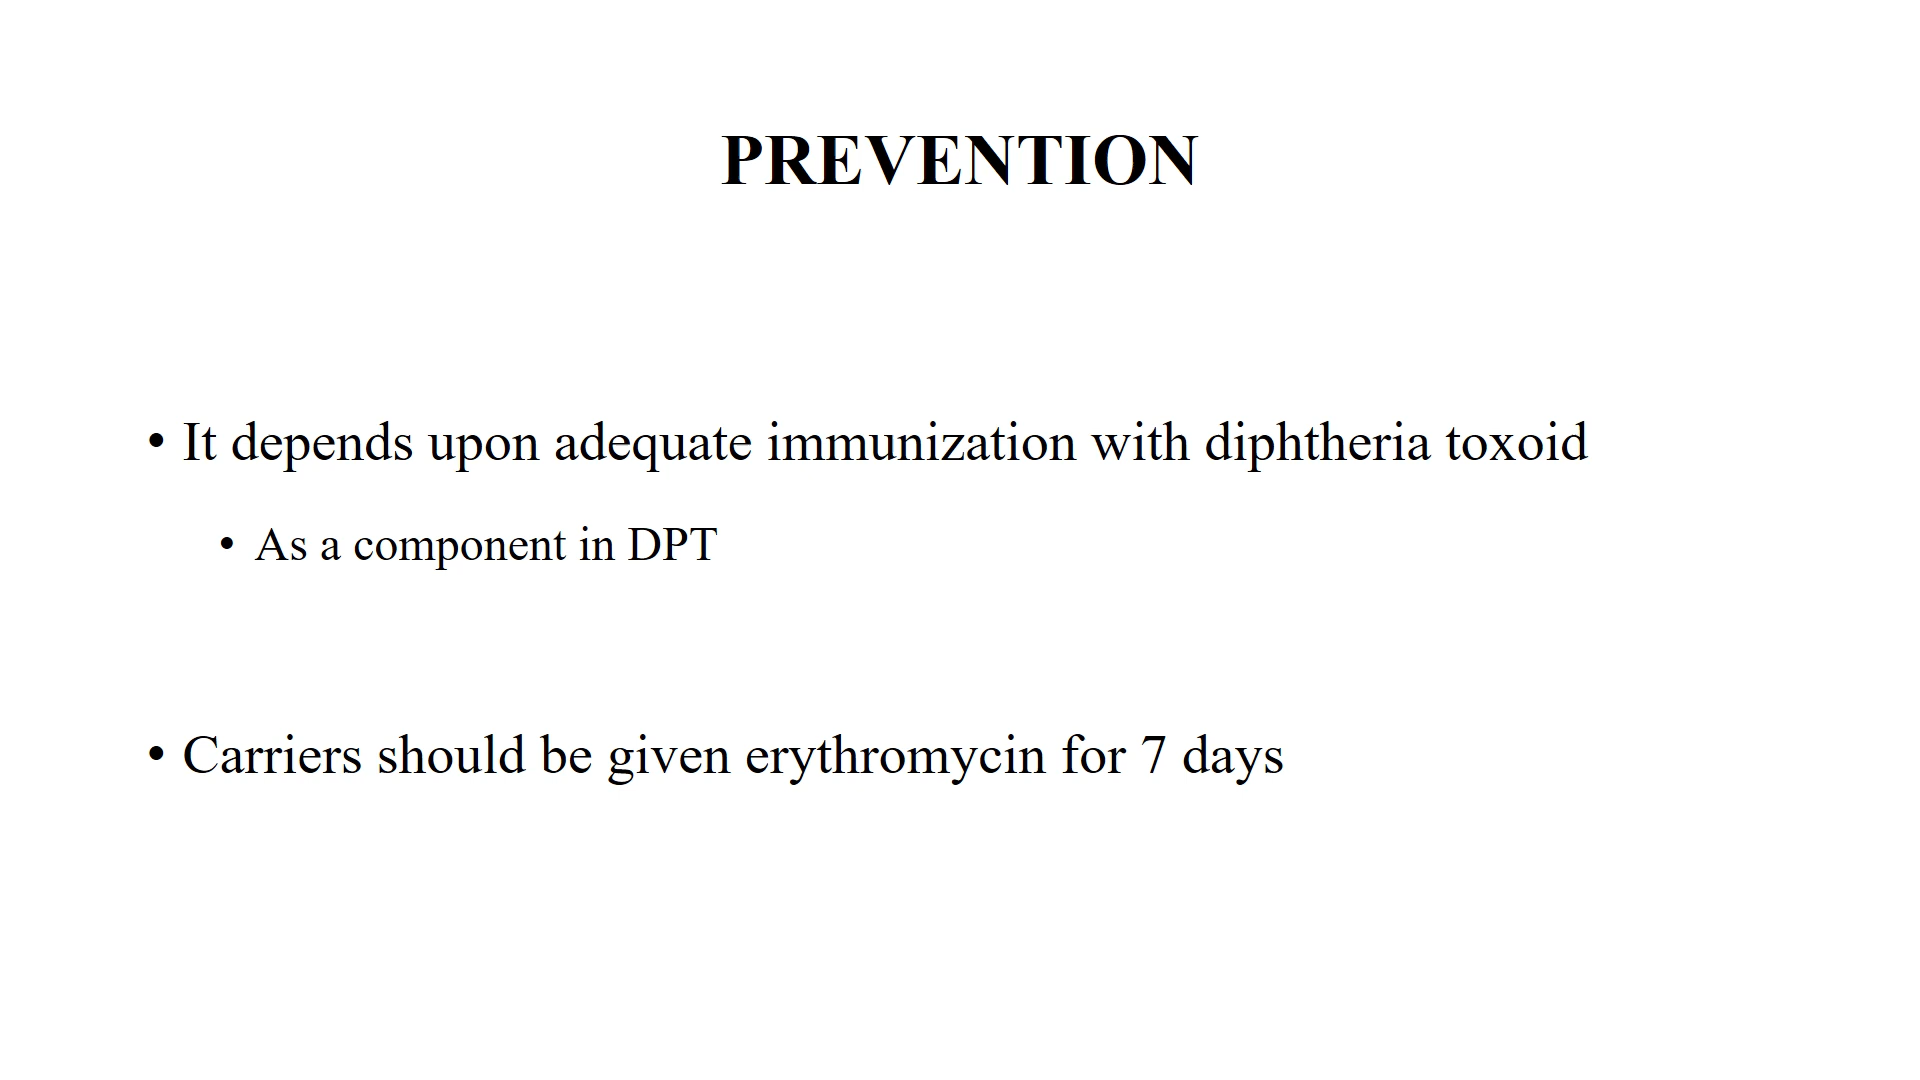 PREVENTION
• It depends upon adequate immunization with diphtheria toxoid
• As a component in DPT
• Carriers should be given erythromycin for 7 days